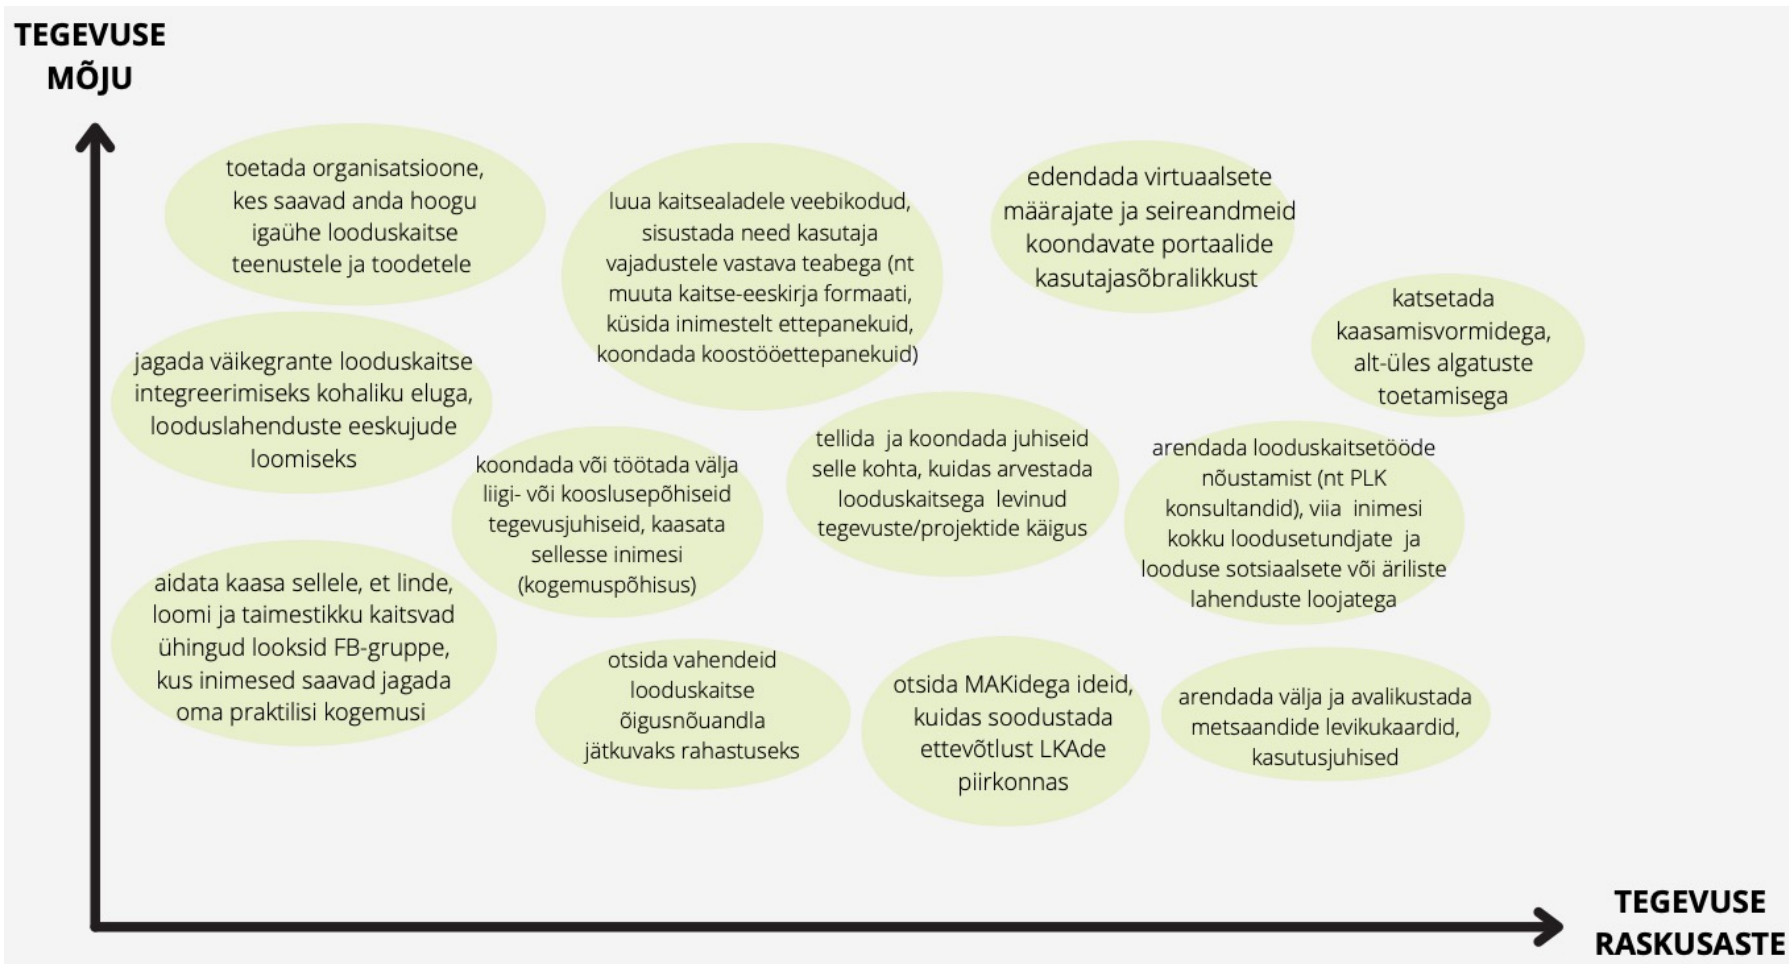 TEGEVUSE
MÕJU
toetada organisatsioone,
kes saavad anda hoogu
igaühe looduskaitse
teenustele ja toodetele
luua kaitsealadele veebikodud,
sisustada need kasutaja
vajadustele vastava teabega (nt
muuta kaitse-eeskirja formaati,
küsida inimestelt ettepanekuid,
koondada koostööettepanekuid)
edendada virtuaalsete
määrajate ja seireandmeid
koondavate portaalide
kasutajasõbralikkust
katsetada
kaasamisvormidega,
alt-üles algatuste
toetamisega
jagada väikegrante looduskaitse
integreerimiseks kohaliku eluga,
looduslahenduste eeskujude
loomiseks
koondada või töötada välja
liigi- või kooslusepõhiseid
tegevusjuhiseid, kaasata
sellesse inimesi
(kogemuspõhisus)
tellida ja koondada juhiseid
selle kohta, kuidas arvestada
looduskaitsega levinud
tegevuste/projektide käigus
arendada looduskaitsetööde
nõustamist (nt PLK
konsultandid), viia inimesi
kokku loodusetundjate ja
looduse sotsiaalsete või äriliste
lahenduste loojatega
aidata kaasa sellele, et linde,
loomi ja taimestikku kaitsvad
ühingud looksid FB-gruppe,
kus inimesed saavad jagada
oma praktilisi kogemusi
otsida vahendeid
looduskaitse
õigusnõuandla
jätkuvaks rahastuseks
otsida MAKidega ideid,
kuidas soodustada
ettevõtlust LKAde
piirkonnas
arendada välja ja avalikustada
metsaandide levikukaardid,
kasutusjuhised
TEGEVUSE
RASKUSASTE